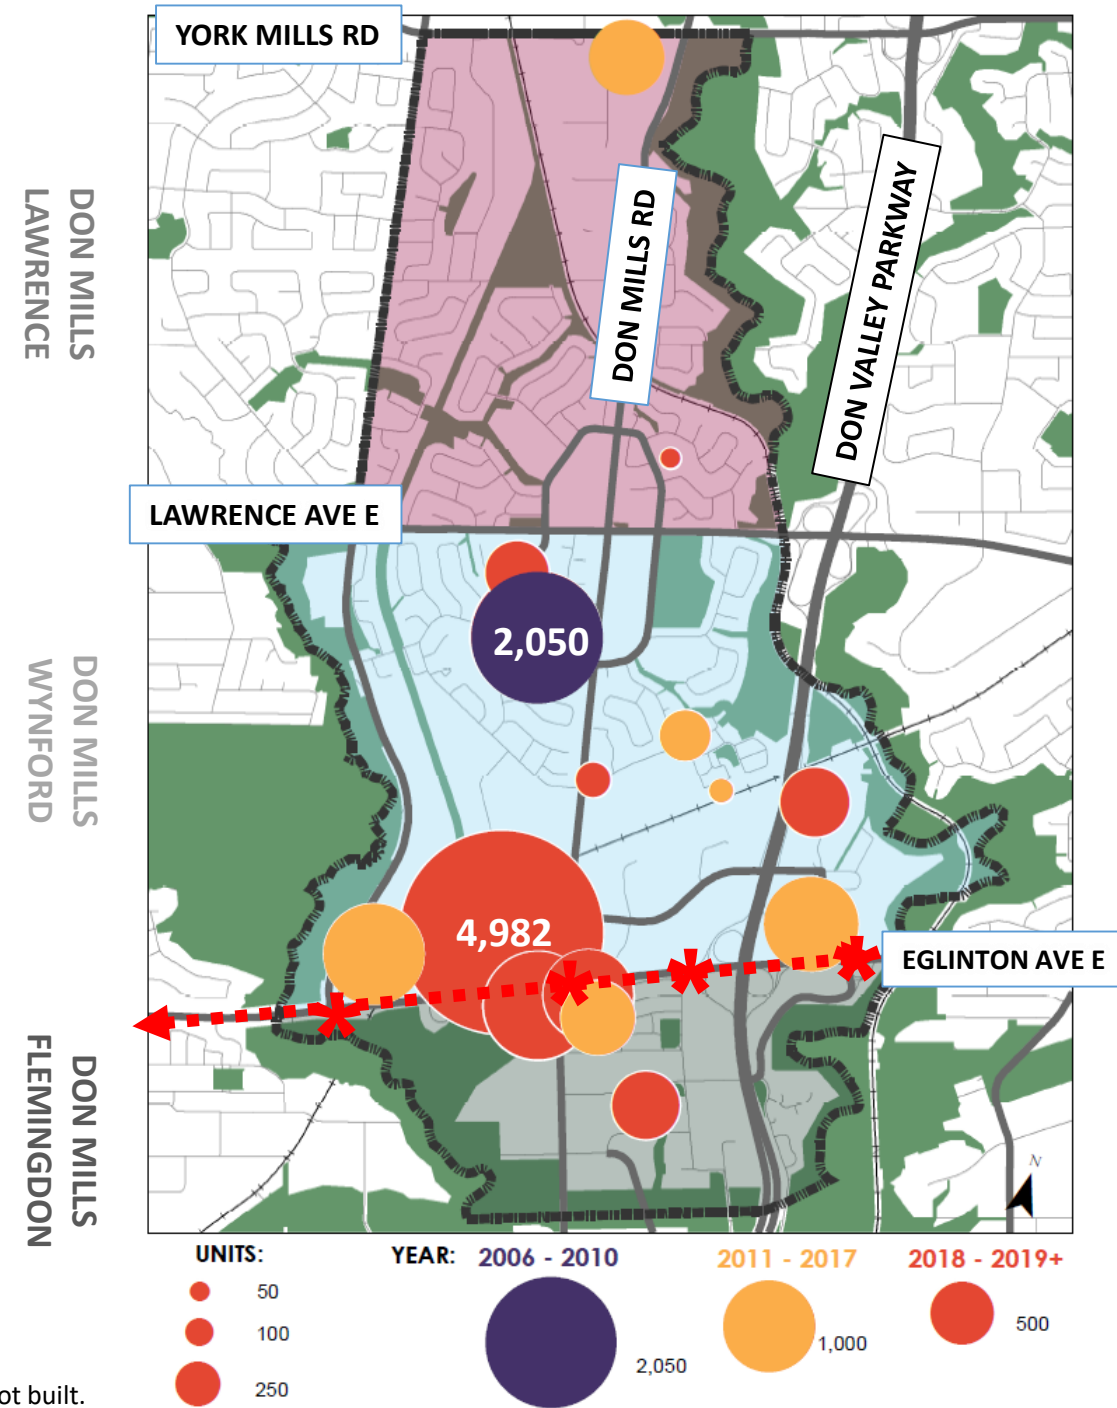 YORK MILLS RD
DON MILLS
LAWRENCE
DON MILLS RD
DON VALLEY PARKWAY
LAWRENCE AVE E
2,050
DON MILLS
WYNFORD
4,982
EGLINTON AVE E
DON MILLS
FLEMINGDON
N
UNITS:
50
100
250
YEAR:
2006 - 2010
2011 - 2017
2018 - 2019+
2,050
1,000
500
ot built.